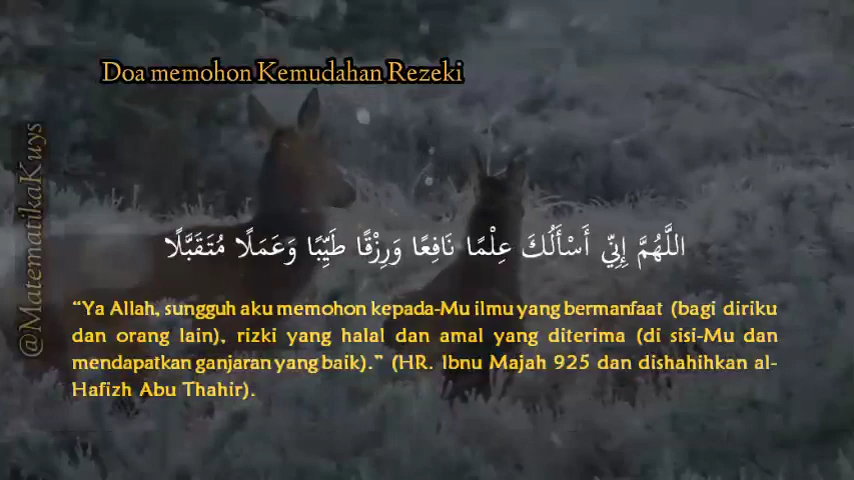 Doa memohon Kemudahan Rezeki
@MatematikaKuys
اللَّهُمَّ إِنِّي أَسْأَلُكَ عِلْمًا نَافِعًا وَرِزْقًا طَيِّبًا وَعَمَلًا مُتَقَبَّلًا
“Ya Allah, sungguh aku memohon kepada-Mu ilmu yang bermanfaat (bagi diriku
dan orang lain), rizki yang halal dan amal yang diterima (di sisi-Mu dan
mendapatkan ganjaran yang baik).” (HR. Ibnu Majah 925 dan dishahihkan al-
Hafizh Abu Thahir).